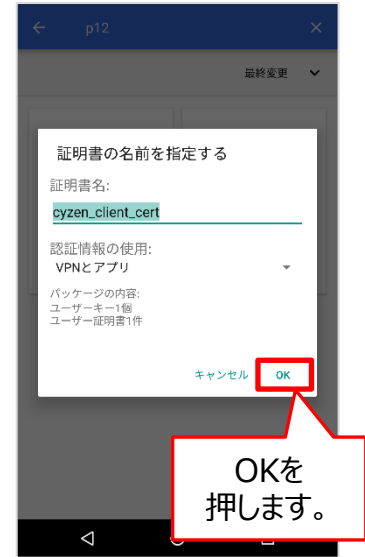 p12
最終変更
証明書の名前を指定する
証明書名:
cyzen_client_cert
認証情報の使用:
VPNとアプリ
パッケージの内容:
ユーザーキー1個
ユーザー証明書1件
キャンセル OK
OKを
押します。